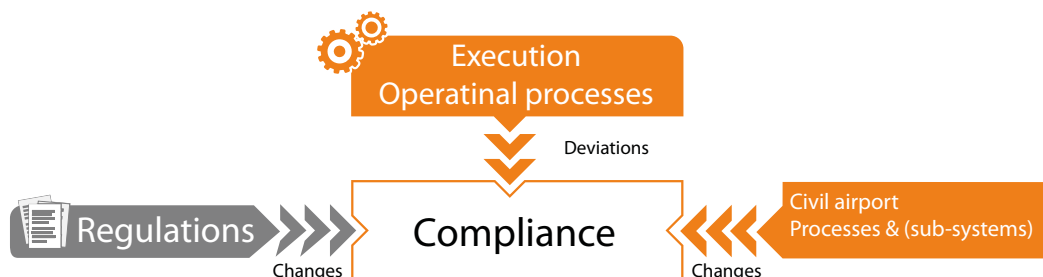 Execution
Operatinal processes
Deviations
Regulations
Compliance
Civil airport
Processes & (sub-systems)
Changes
Changes